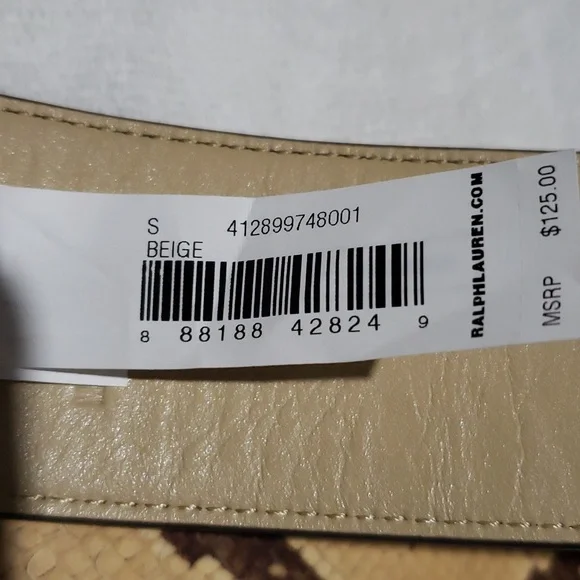 S 412899748001
BEIGE
8 88188 42824 9
RALPHLAUREN.COM
MSRP $125.00